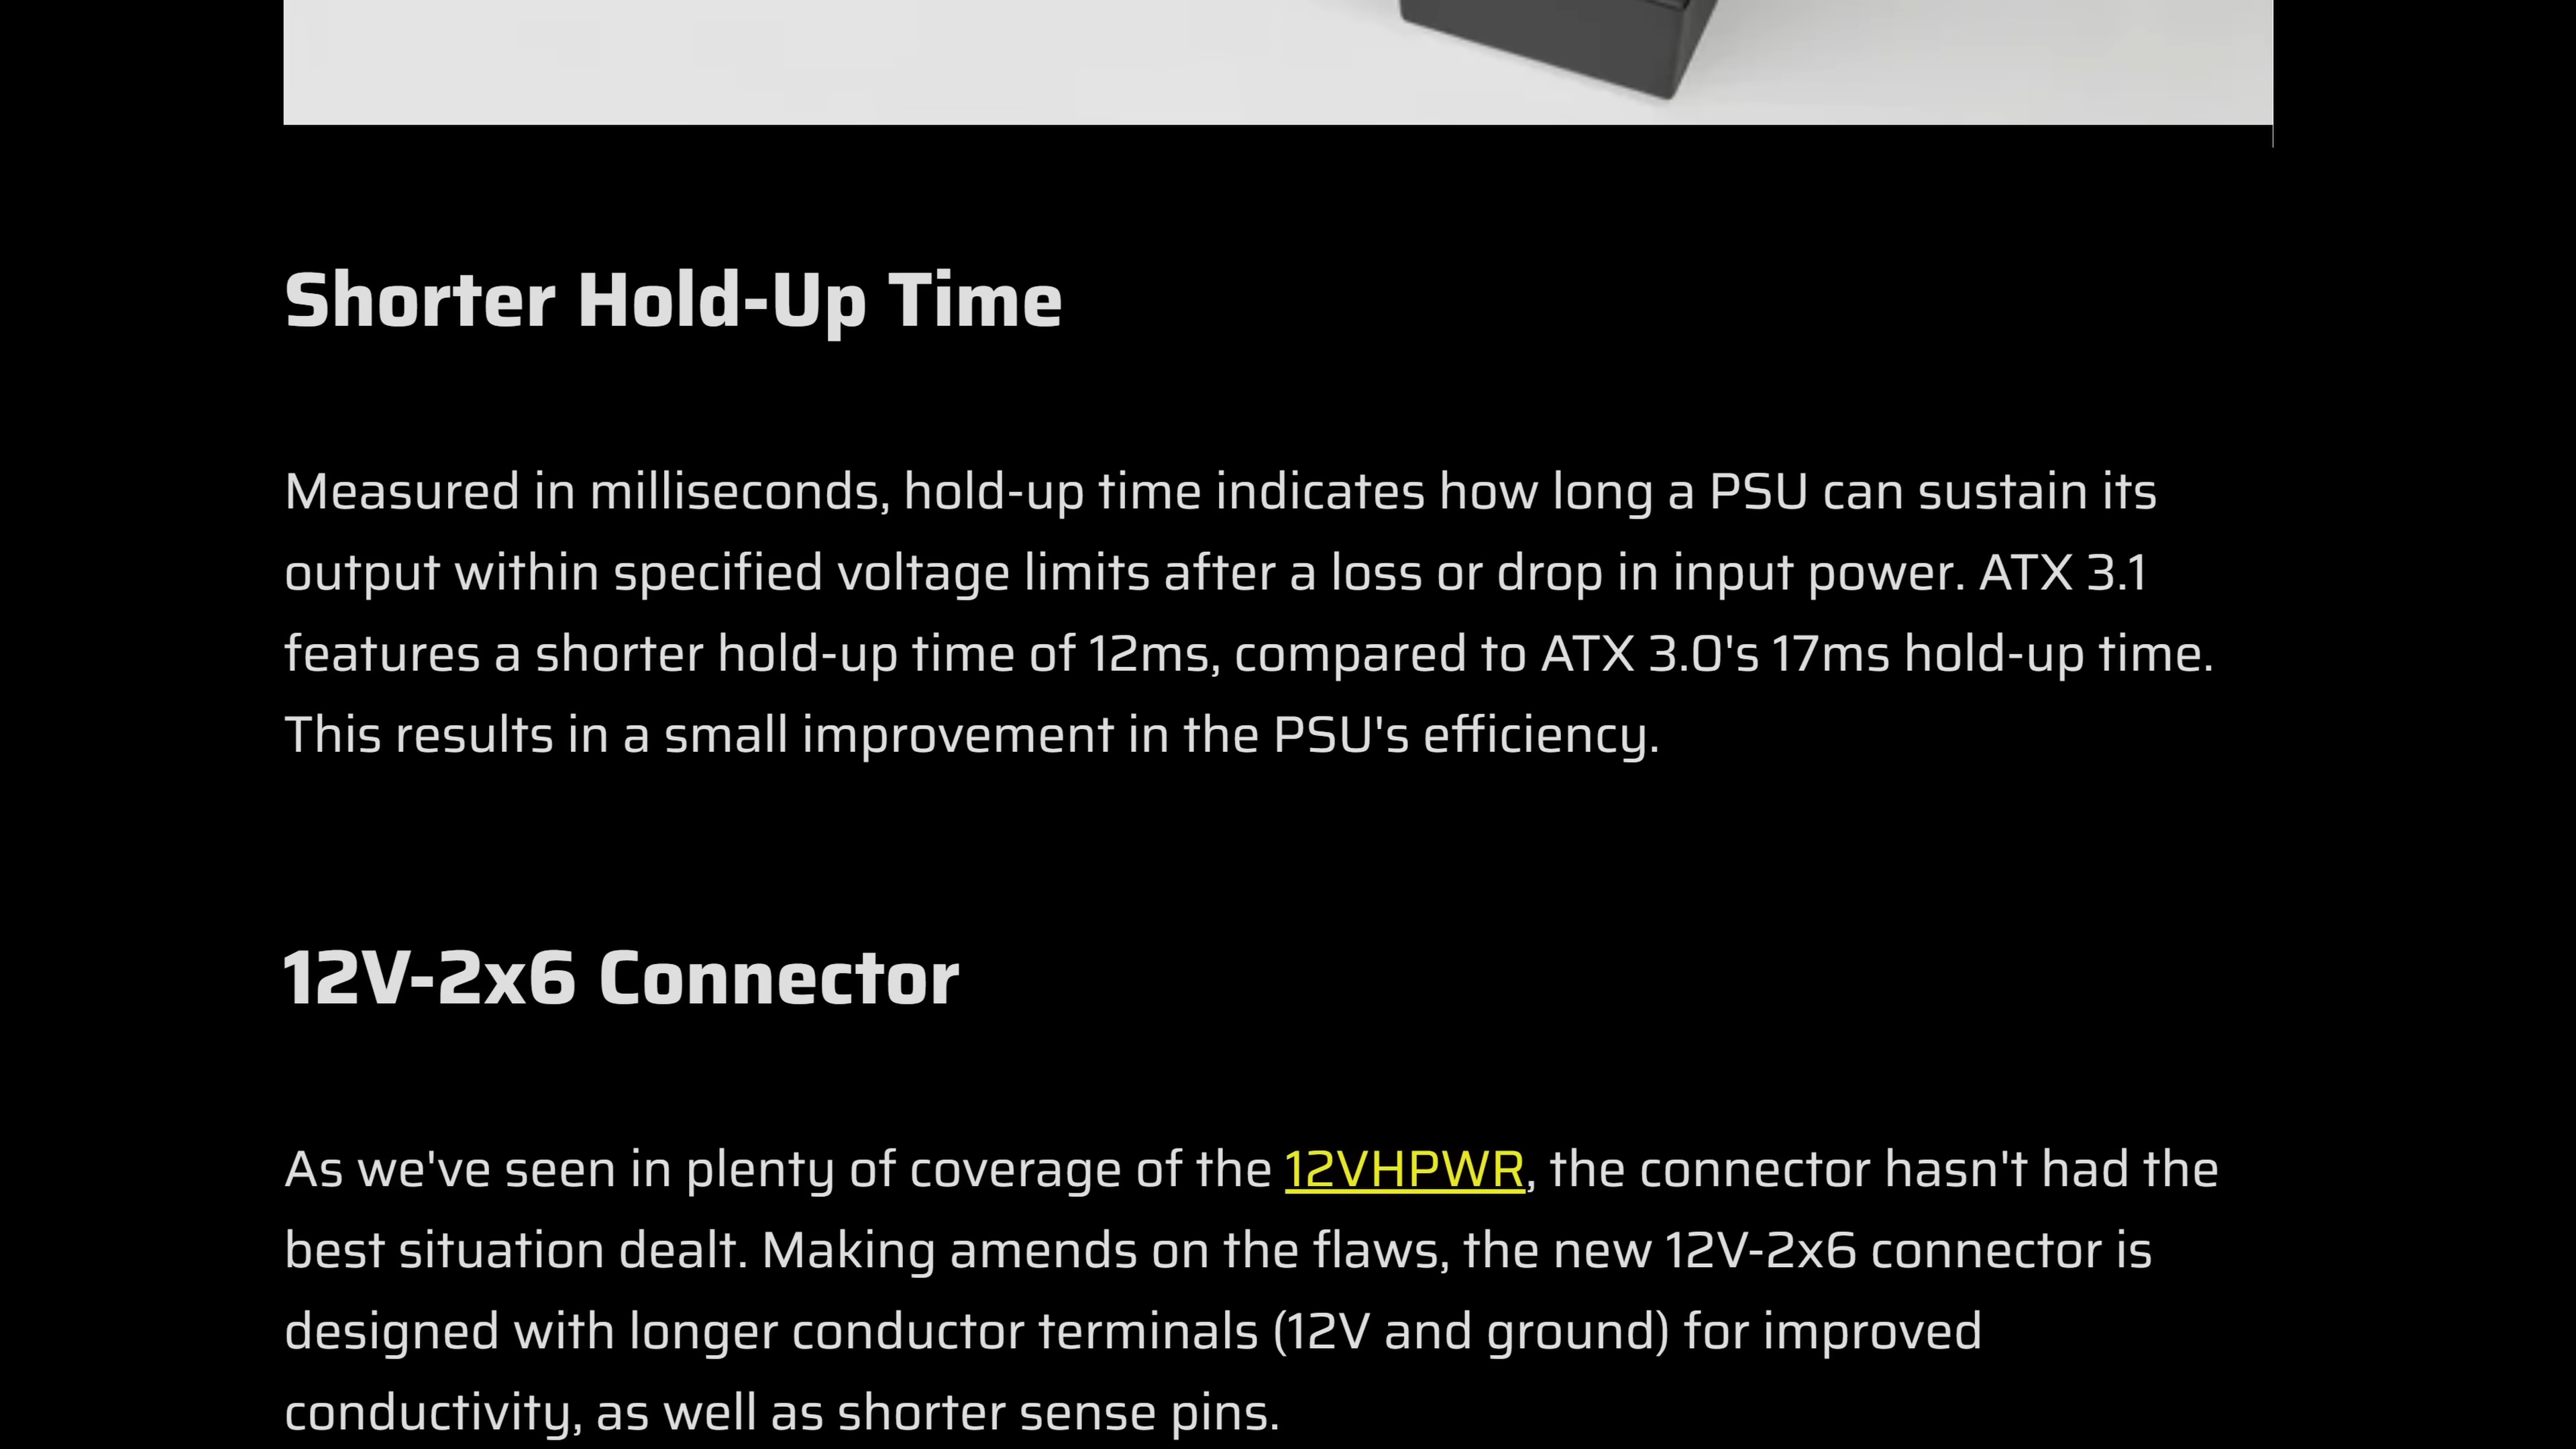 Shorter Hold-Up Time
Measured in milliseconds, hold-up time indicates how long a PSU can sustain its
output within specified voltage limits after a loss or drop in input power. ATX 3.1
features a shorter hold-up time of 12ms, compared to ATX 3.0's 17ms hold-up time.
This results in a small improvement in the PSU's efficiency.
12V-2x6 Connector
As we've seen in plenty of coverage of the 12VHPWR, the connector hasn't had the
best situation dealt. Making amends on the flaws, the new 12V-2x6 connector is
designed with longer conductor terminals (12V and ground) for improved
conductivity, as well as shorter sense pins.